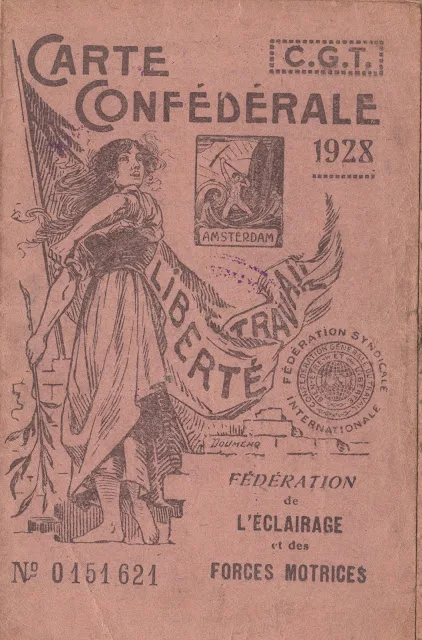 CARTE
CONFÉDÉRALE
C.G.T.
1928
AMSTERDAM
LIBERTÉ
TRAVAIL
FÉDÉRATION SYNDICALE
INTERNATIONALE
DOUMENQ
FÉDÉRATION
de
L'ÉCLAIRAGE
et des
FORCES MOTRICES
Nº 0151621